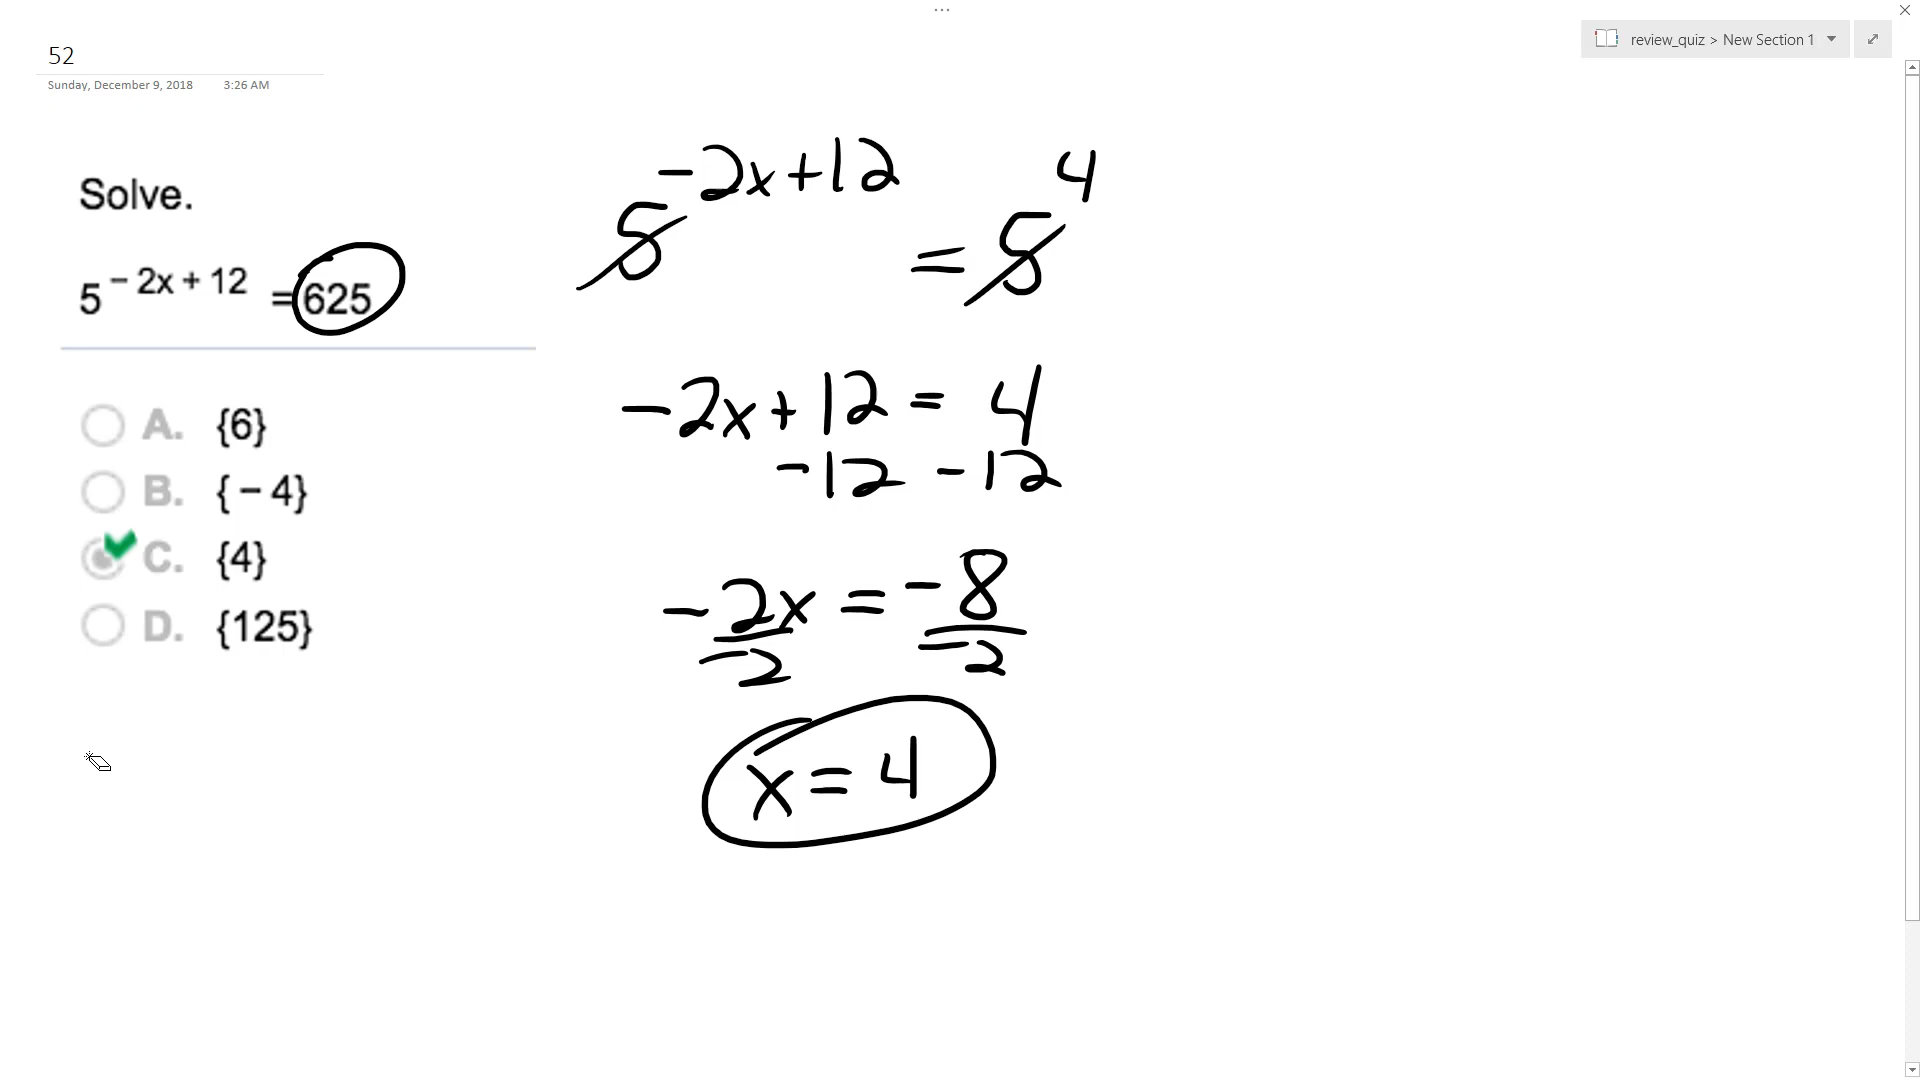 ...
review_quiz > New Section 1
52
Sunday, December 9, 2018 3:26 AM
Solve.
5^(−2x + 12) = 625
A. {6}
B. {−4}
C. {4}
D. {125}
5^(-2x+12) = 5^4
-2x+12 = 4
-12 -12
-2x = -8
-2 -2
x = 4